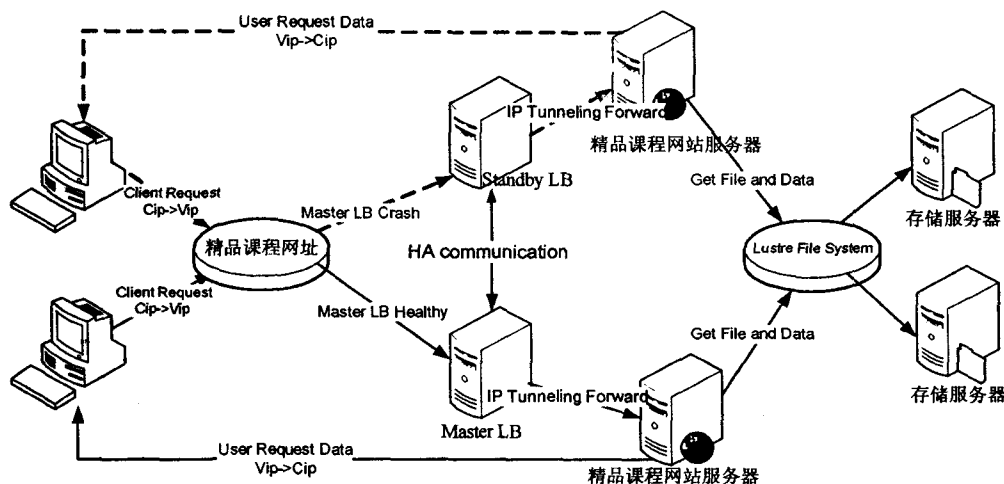 User Request Data
Vip->Cip
IP Tunneling Forward
精品课程网站服务器
Standby LB
Client Request
Cip->Vip
Get File and Data
Master LB Crash
存储服务器
精品课程网址
HA communication
Lustre File System
Client Request
Cip->Vip
Master LB Healthy
Get File and Data
IP Tunneling Forward
存储服务器
Master LB
User Request Data
Vip->Cip
精品课程网站服务器